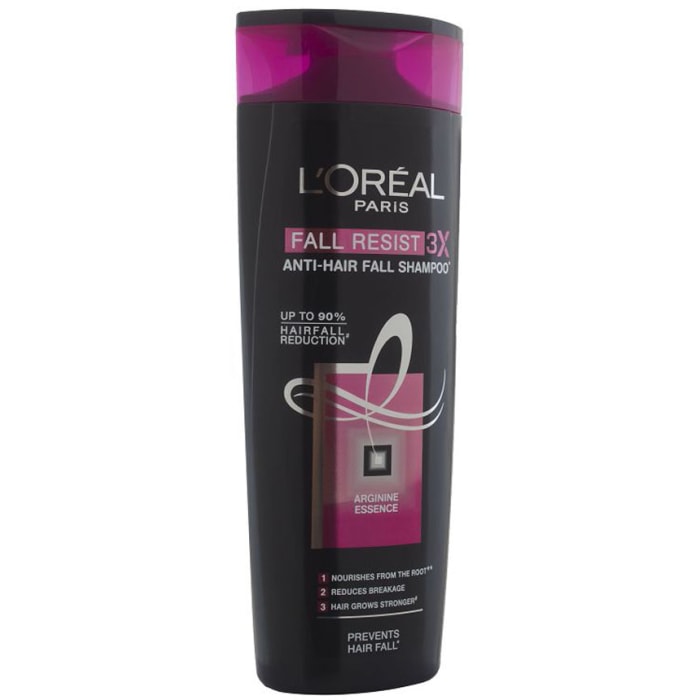 L'ORÉAL
PARIS
FALL RESIST 3X
ANTI-HAIR FALL SHAMPOO*
UP TO 90%
HAIRFALL
REDUCTION#
ARGININE
ESSENCE
1 NOURISHES FROM THE ROOT**
2 REDUCES BREAKAGE
3 HAIR GROWS STRONGER#
PREVENTS
HAIR FALL*